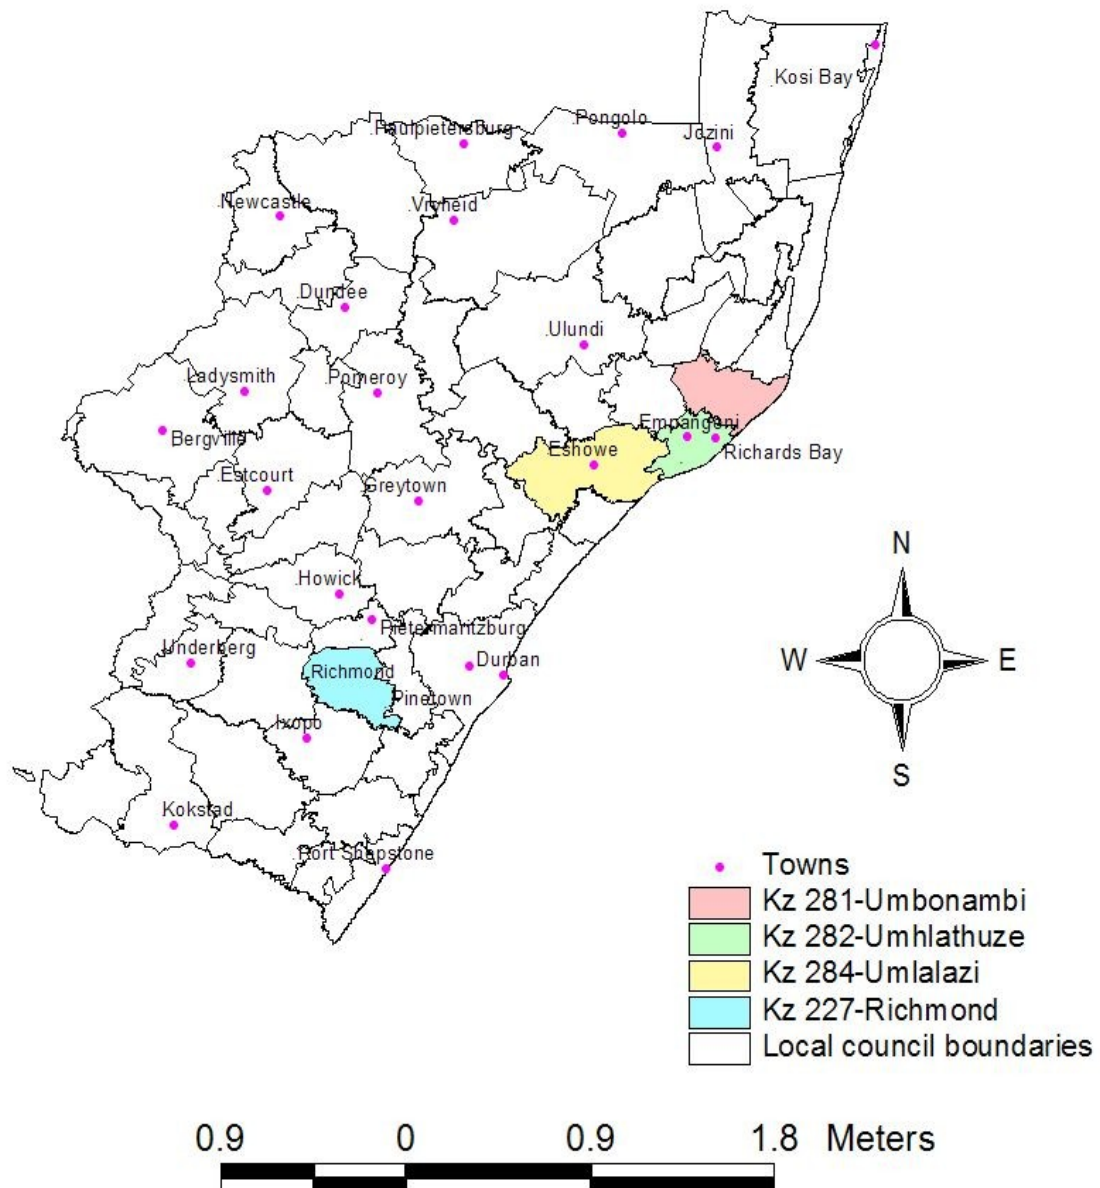 Kosi Bay
Pongolo
Paulpietersburg
Jozini
Newcastle
Vryheid
Dundee
Ulundi
Ladysmith
Pomeroy
Empangeni
Bergville
Eshowe
Richards Bay
Estcourt
Greytown
N
Howick
Pietermaritzburg
Underberg
Durban
W
E
Richmond
Pinetown
Ixopo
S
Kokstad
Port Shepstone
Towns
Kz 281-Umbonambi
Kz 282-Umhlathuze
Kz 284-Umlalazi
Kz 227-Richmond
Local council boundaries
0.9 0 0.9 1.8 Meters